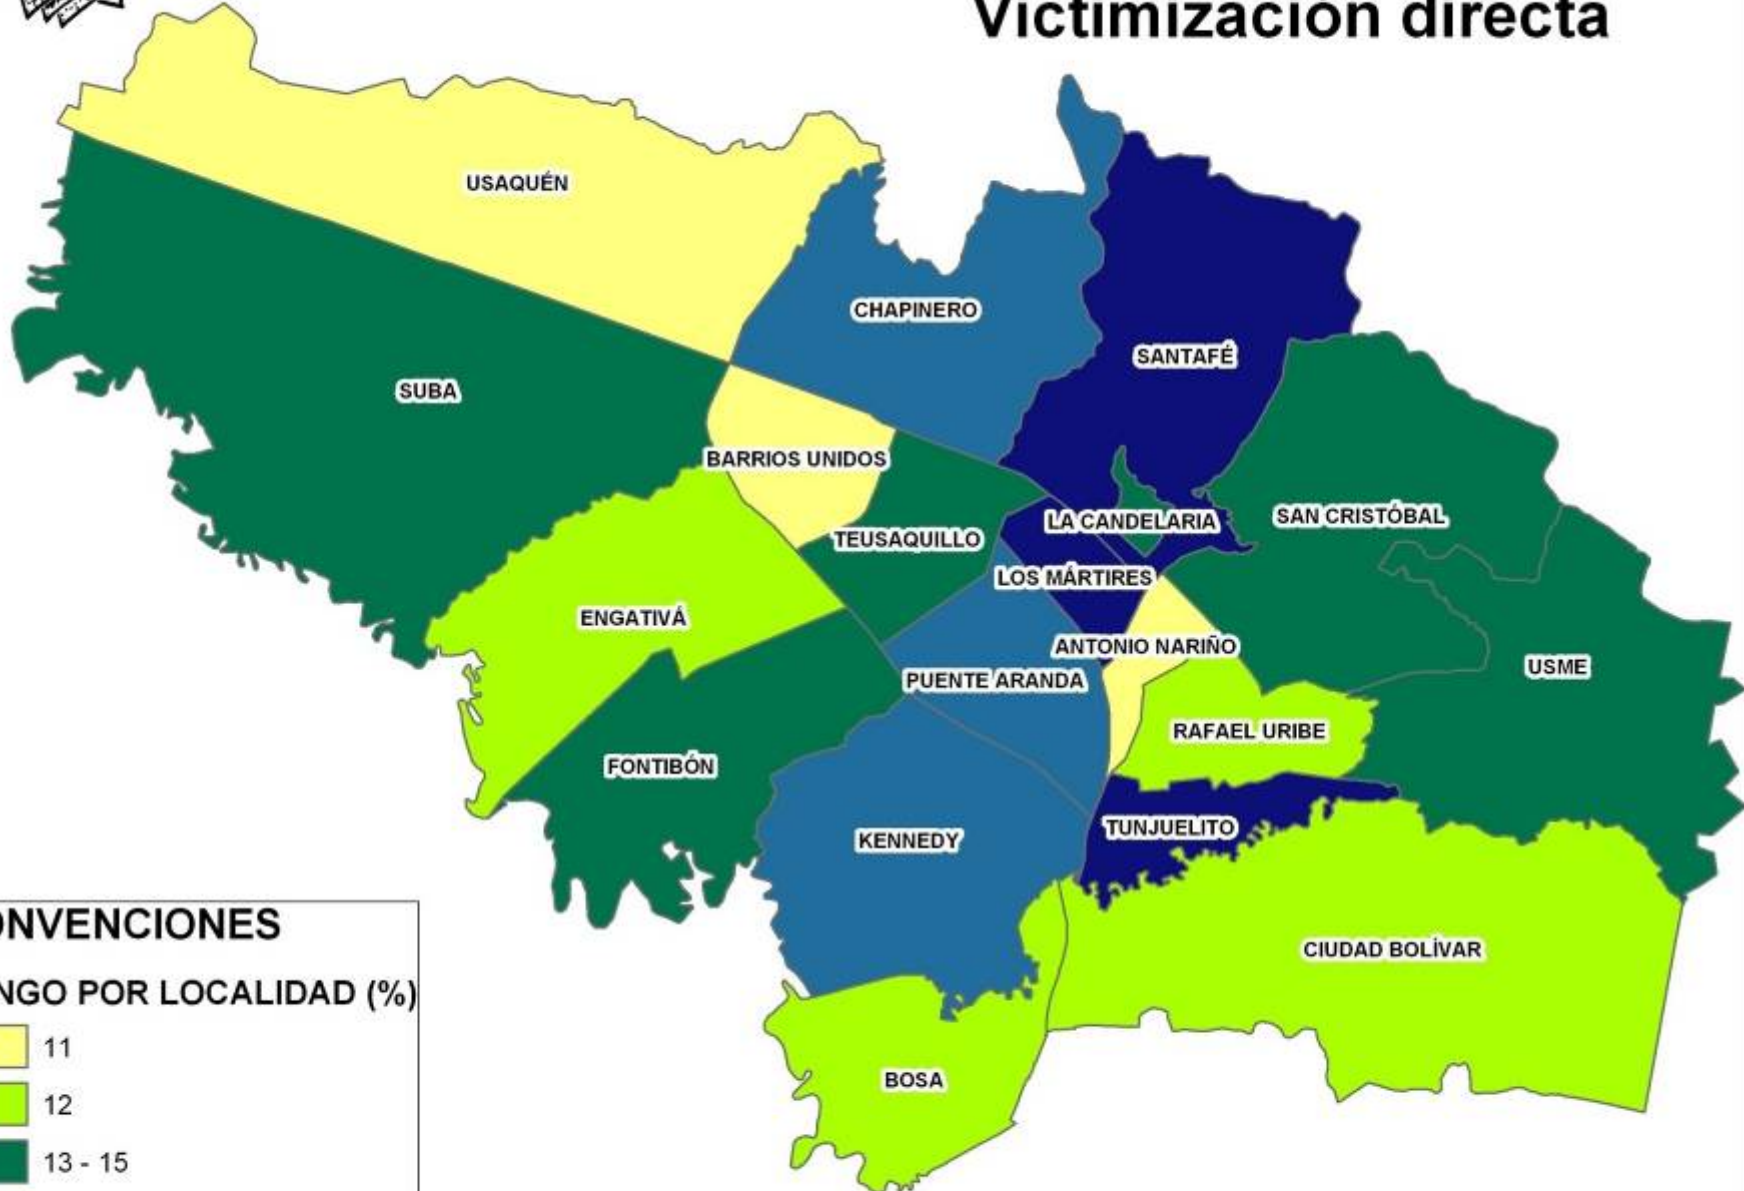 Victimización directa
USAQUÉN
CHAPINERO
SANTAFÉ
SUBA
BARRIOS UNIDOS
TEUSAQUILLO
LA CANDELARIA
SAN CRISTÓBAL
LOS MÁRTIRES
ENGATIVÁ
ANTONIO NARIÑO
PUENTE ARANDA
USME
RAFAEL URIBE
FONTIBÓN
TUNJUELITO
KENNEDY
CIUDAD BOLÍVAR
BOSA
ONVENCIONES
NGO POR LOCALIDAD (%)
11
12
13 - 15